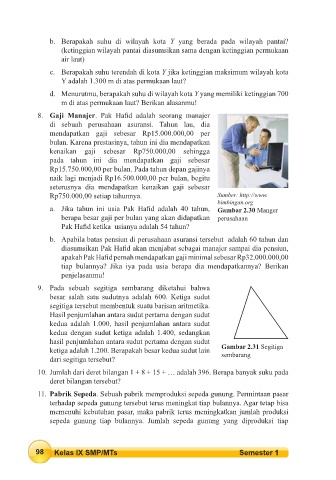 b. Berapakah suhu di wilayah kota Y yang berada pada wilayah pantai?
(ketinggian wilayah pantai diasumsikan sama dengan ketinggian permukaan
air laut)
c. Berapakah suhu terendah di kota Y jika ketinggian maksimum wilayah kota
Y adalah 1.300 m di atas permukaan laut?
d. Menurutmu, berapakah suhu di wilayah kota Y yang memiliki ketinggian 700
m di atas permukaan laut? Berikan alasanmu!
8. Gaji Manajer. Pak Hafid adalah seorang manajer
di sebuah perusahaan asuransi. Tahun lau, dia
mendapatkan gaji sebesar Rp15.000.000,00 per
bulan. Karena prestasinya, tahun ini dia mendapatkan
kenaikan gaji sebesar Rp750.000,00 sehingga
pada tahun ini dia mendapatkan gaji sebesar
Rp15.750.000,00 per bulan. Pada tahun depan gajinya
naik lagi menjadi Rp16.500.000,00 per bulan, begitu
seterusnya dia mendapatkan kenaikan gaji sebesar
Rp750.000,00 setiap tahunnya.
Sumber: http://www.
bimbingan.org
Gambar 2.30 Manger
perusahaan
a. Jika tahun ini usia Pak Hafid adalah 40 tahun,
berapa besar gaji per bulan yang akan didapatkan
Pak Hafid ketika usianya adalah 54 tahun?
b. Apabila batas pensiun di perusahaan asuransi tersebut adalah 60 tahun dan
diasumsikan Pak Hafid akan menjabat sebagai manajer sampai dia pensiun,
apakah Pak Hafid pernah mendapatkan gaji minimal sebesar Rp32.000.000,00
tiap bulannya? Jika iya pada usia berapa dia mendapatkannya? Berikan
penjelasanmu!
9. Pada sebuah segitiga sembarang diketahui bahwa
besar salah satu sudutnya adalah 600. Ketiga sudut
segitiga tersebut membentuk suatu barisan aritmetika.
Hasil penjumlahan antara sudut pertama dengan sudut
kedua adalah 1.000, hasil penjumlahan antara sudut
kedua dengan sudut ketiga adalah 1.400, sedangkan
hasil penjumlahan antara sudut pertama dengan sudut
ketiga adalah 1.200. Berapakah besar kedua sudut lain
dari segitiga tersebut?
Gambar 2.31 Segitiga
sembarang
10. Jumlah dari deret bilangan 1 + 8 + 15 + … adalah 396. Berapa banyak suku pada
deret bilangan tersebut?
11. Pabrik Sepeda. Sebuah pabrik memproduksi sepeda gunung. Permintaan pasar
terhadap sepeda gunung tersebut terus meningkat tiap bulannya. Agar tetap bisa
memenuhi kebutuhan pasar, maka pabrik terus meningkatkan jumlah produksi
sepeda gunung tiap bulannya. Jumlah sepeda gunung yang diproduksi tiap
98 Kelas IX SMP/MTs
Semester 1